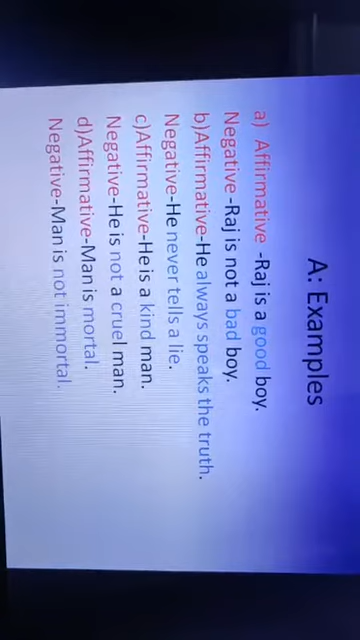 A: Examples
a) Affirmative -Raj is a good boy.
Negative -Raj is not a bad boy.
b)Affirmative-He always speaks the truth.
Negative-He never tells a lie.
c)Affirmative-He is a kind man.
Negative-He is not a cruel man.
d)Affirmative-Man is mortal.
Negative-Man is not immortal.